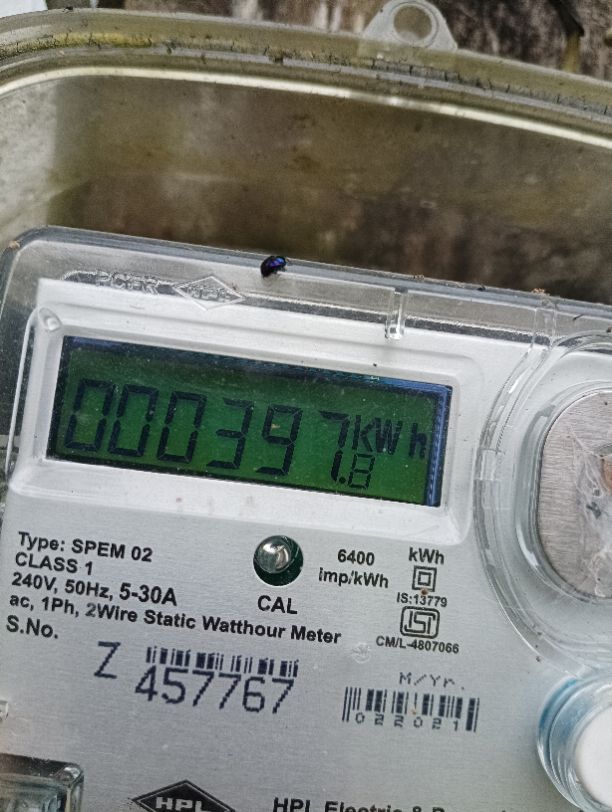 HPL
000397.8 kWh
Type: SPEM 02
CLASS 1
240V, 50Hz, 5-30A
ac, 1Ph, 2Wire Static Watthour Meter
S.No.
6400
imp/kWh
kWh
CAL
IS:13779
CM/L-4807066
Z 457767
M/Yr.
022021
HPL
HPL Electric &